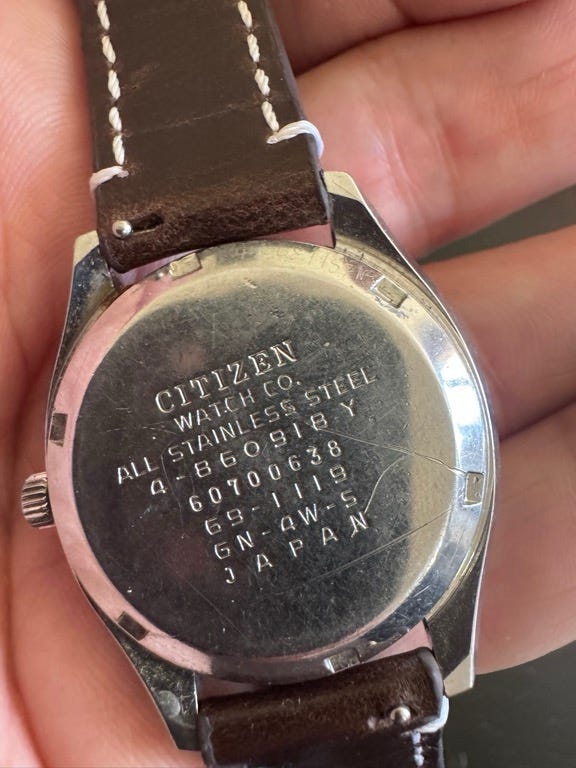 CITIZEN
WATCH CO.
ALL STAINLESS STEEL
4-860918 Y
60700638
69-1119
GN-4W-S
JAPAN